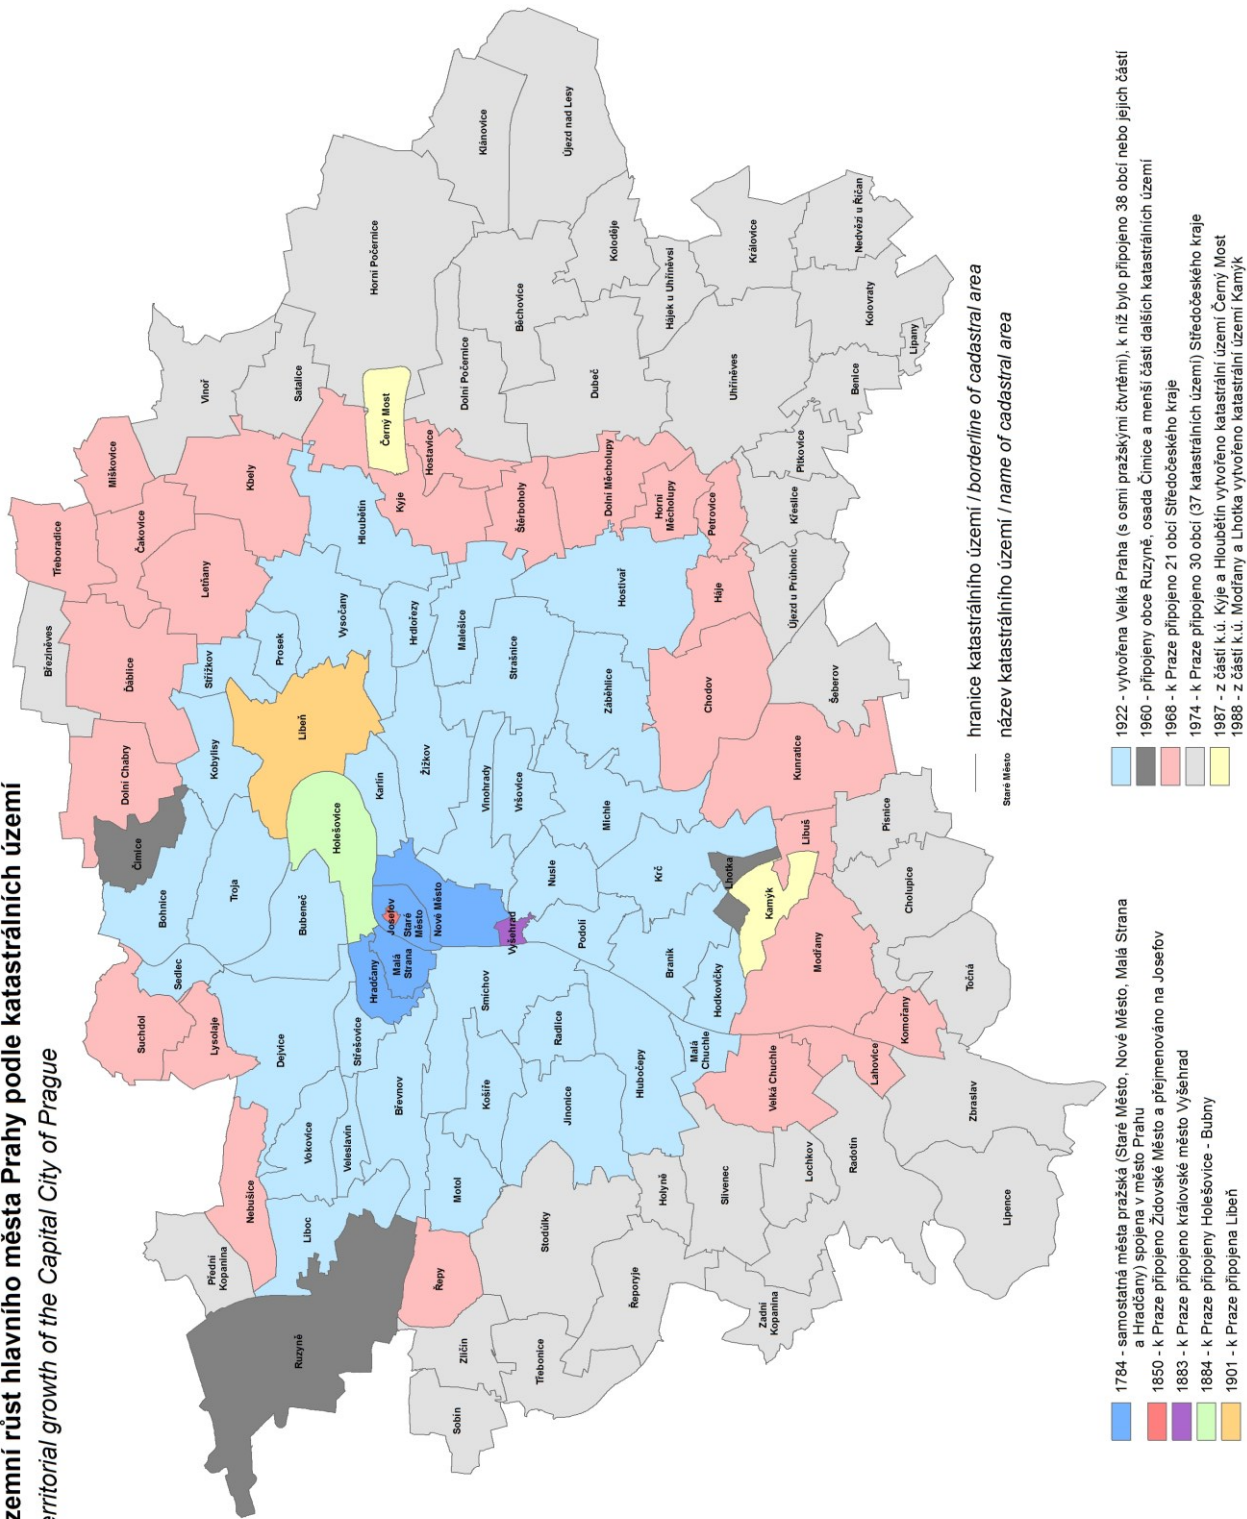 zemní růst hlavního města Prahy podle katastrálních území
erritorial growth of the Capital City of Prague
Březiněves
Třeboradice
Miškovice
Čakovice
Ďáblice
Dolní Chabry
Letňany
Kbely
Vinoř
Satalice
Suchdol
Sedlec
Bohnice
Čimice
Kobylisy
Střížkov
Prosek
Vysočany
Hloubětín
Kyje
Hostavice
Černý Most
Horní Počernice
Klánovice
Újezd nad Lesy
Lysolaje
Přední
Kopanina
Nebušice
Dejvice
Troja
Bubeneč
Holešovice
Libeň
Karlín
Hrdlořezy
Malešice
Štěrboholy
Dolní Počernice
Běchovice
Koloděje
Ruzyně
Liboc
Vokovice
Veleslavín
Střešovice
Břevnov
Hradčany
Malá
Strana
Josefov
Staré
Město
Nové Město
Žižkov
Vinohrady
Vršovice
Strašnice
Dolní Měcholupy
Dubeč
Hájek u Uhříněvsi
Královice
Nedvězí u Říčan
Sobín
Zličín
Řepy
Motol
Košíře
Smíchov
Vyšehrad
Nusle
Michle
Záběhlice
Hostivař
Horní
Měcholupy
Petrovice
Uhříněves
Kolovraty
Třebonice
Stodůlky
Jinonice
Radlice
Podolí
Krč
Chodov
Háje
Křeslice
Pitkovice
Benice
Lipany
Řeporyje
Holyně
Hlubočepy
Malá
Chuchle
Braník
Hodkovičky
Lhotka
Kamýk
Libuš
Kunratice
Šeberov
Újezd u Průhonic
Zadní
Kopanina
Slivenec
Lochkov
Velká Chuchle
Radotín
Lahovice
Komořany
Modřany
Cholupice
Písnice
Točná
Zbraslav
Lipence
hranice katastrálního území / borderline of cadastral area
Staré Město název katastrálního území / name of cadastral area
1784 - samostatná města pražská (Staré Město, Nové Město, Malá Strana
a Hradčany) spojena v město Prahu
1850 - k Praze připojeno Židovské Město a přejmenováno na Josefov
1883 - k Praze připojeno královské město Vyšehrad
1884 - k Praze připojeny Holešovice - Bubny
1901 - k Praze připojena Libeň
1922 - vytvořena Velká Praha (s osmi pražskými čtvrtěmi), k níž bylo připojeno 38 obcí nebo jejich částí
1960 - připojeny obce Ruzyně, osada Čimice a menší části dalších katastrálních území
1968 - k Praze připojeno 21 obcí Středočeského kraje
1974 - k Praze připojeno 30 obcí (37 katastrálních území) Středočeského kraje
1987 - z částí k.ú. Kyje a Hloubětín vytvořeno katastrální území Černý Most
1988 - z částí k.ú. Modřany a Lhotka vytvořeno katastrální území Kamýk